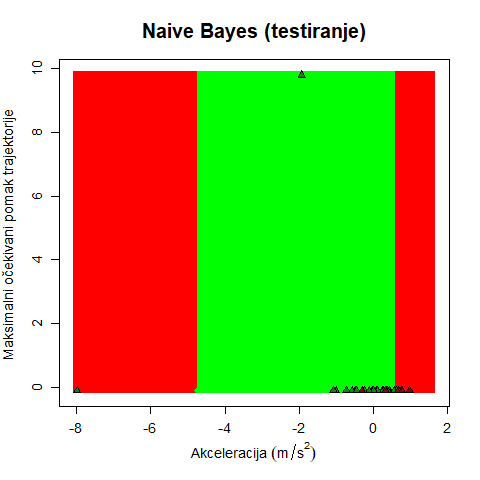 Naive Bayes (testiranje)
Maksimalni očekivani pomak trajektorije
10
8
6
4
2
0
-8 -6 -4 -2 0 2
Akceleracija (m/s²)